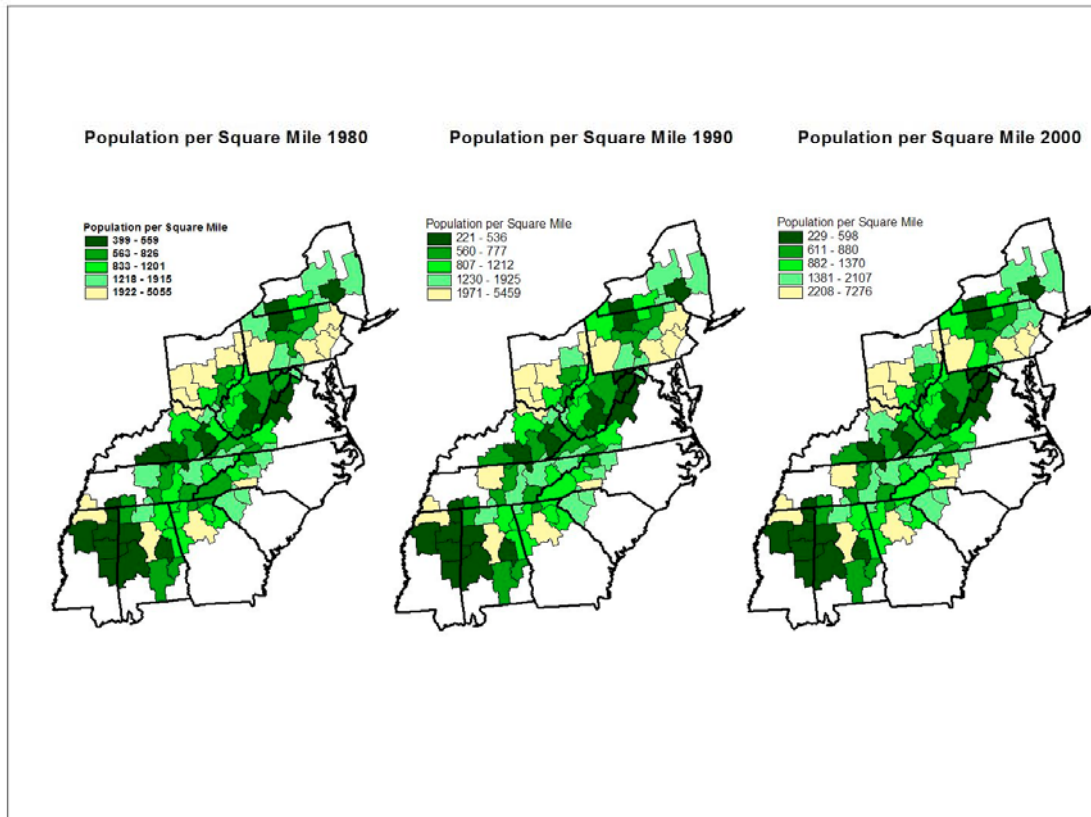 Population per Square Mile 1980
Population per Square Mile
399 - 559
563 - 826
833 - 1201
1218 - 1915
1922 - 5055
Population per Square Mile 1990
Population per Square Mile
221 - 536
560 - 777
807 - 1212
1230 - 1925
1971 - 5459
Population per Square Mile 2000
Population per Square Mile
229 - 598
611 - 880
882 - 1370
1381 - 2107
2208 - 7276